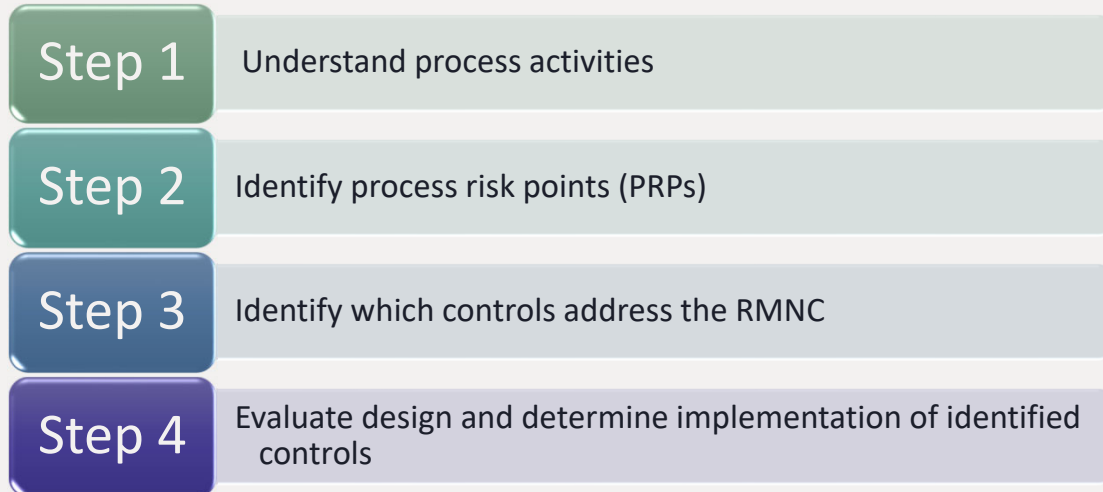 Step 1
Understand process activities
Step 2
Identify process risk points (PRPs)
Step 3
Identify which controls address the RMNC
Step 4
Evaluate design and determine implementation of identified
controls